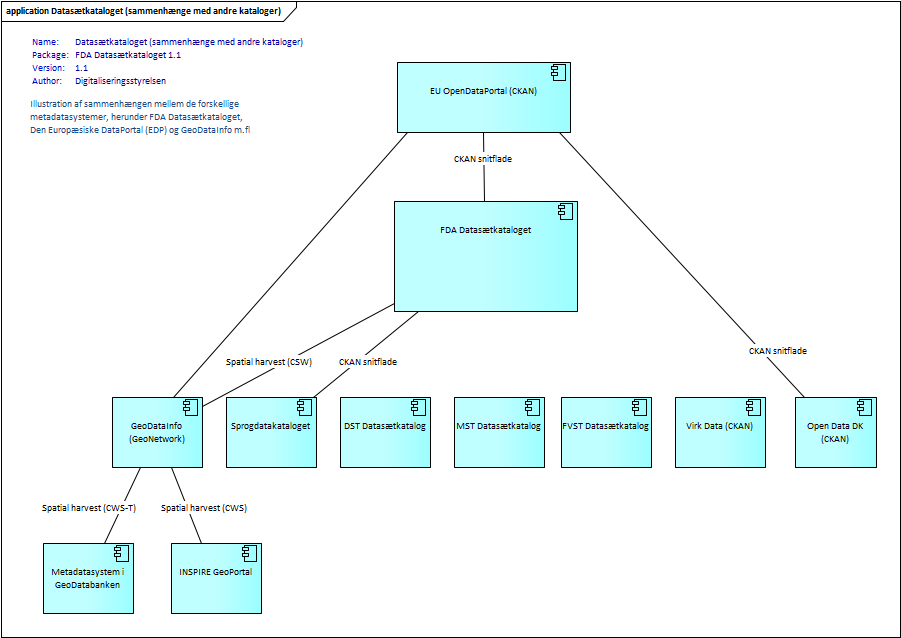 application Datasætkataloget (sammenhænge med andre kataloger)
Name: Datasætkataloget (sammenhænge med andre kataloger)
Package: FDA Datasætkataloget 1.1
Version: 1.1
Author: Digitaliseringsstyrelsen
Illustration af sammenhængen mellem de forskellige
metadatasystemer, herunder FDA Datasætkataloget,
Den Europæsiske DataPortal (EDP) og GeoDataInfo m.fl
EU OpenDataPortal (CKAN)
CKAN snitflade
FDA Datasætkataloget
CKAN snitflade
Spatial harvest (CSW)
CKAN snitflade
GeoDataInfo
(GeoNetwork)
Sprogdatakataloget
DST Datasætkatalog
MST Datasætkatalog
FVST Datasætkatalog
Virk Data (CKAN)
Open Data DK
(CKAN)
Spatial harvest (CWS-T)
Spatial harvest (CWS)
Metadatasystem i
GeoDatabanken
INSPIRE GeoPortal